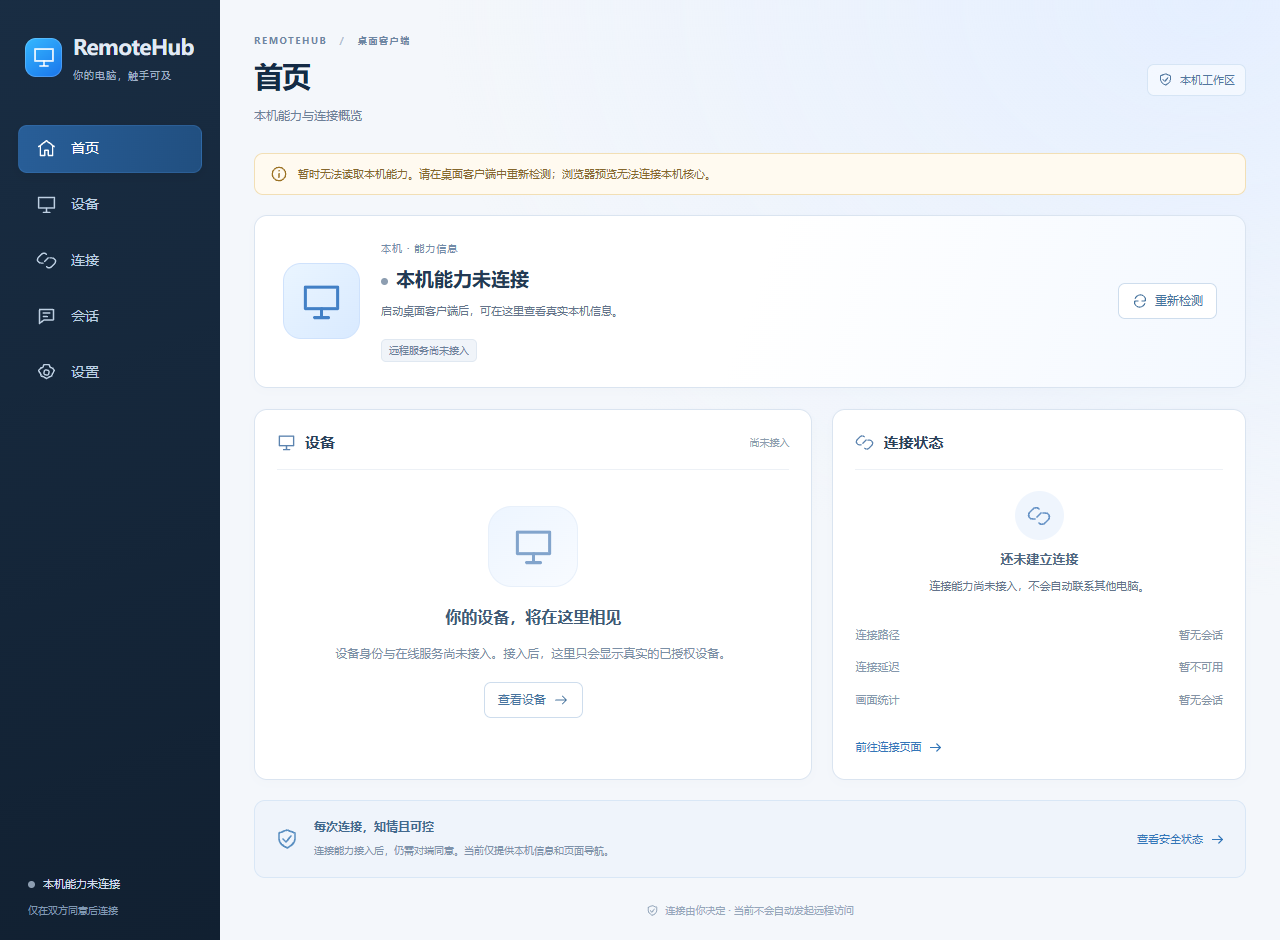 RemoteHub
你的电脑，触手可及
首页
设备
连接
会话
设置
本机能力未连接
仅在双方同意后连接
REMOTEHUB / 桌面客户端
首页
本机能力与连接概览
本机工作区
暂时无法读取本机能力。请在桌面客户端中重新检测；浏览器预览无法连接本机核心。
本机 · 能力信息
本机能力未连接
启动桌面客户端后，可在这里查看真实本机信息。
远程服务尚未接入
重新检测
设备
尚未接入
你的设备，将在这里相见
设备身份与在线服务尚未接入。接入后，这里只会显示真实的已授权设备。
查看设备
连接状态
还未建立连接
连接能力尚未接入，不会自动联系其他电脑。
连接路径 暂无会话
连接延迟 暂不可用
画面统计 暂无会话
前往连接页面
每次连接，知情且可控
连接能力接入后，仍需对端同意。当前仅提供本机信息和页面导航。
查看安全状态
连接由你决定 · 当前不会自动发起远程访问